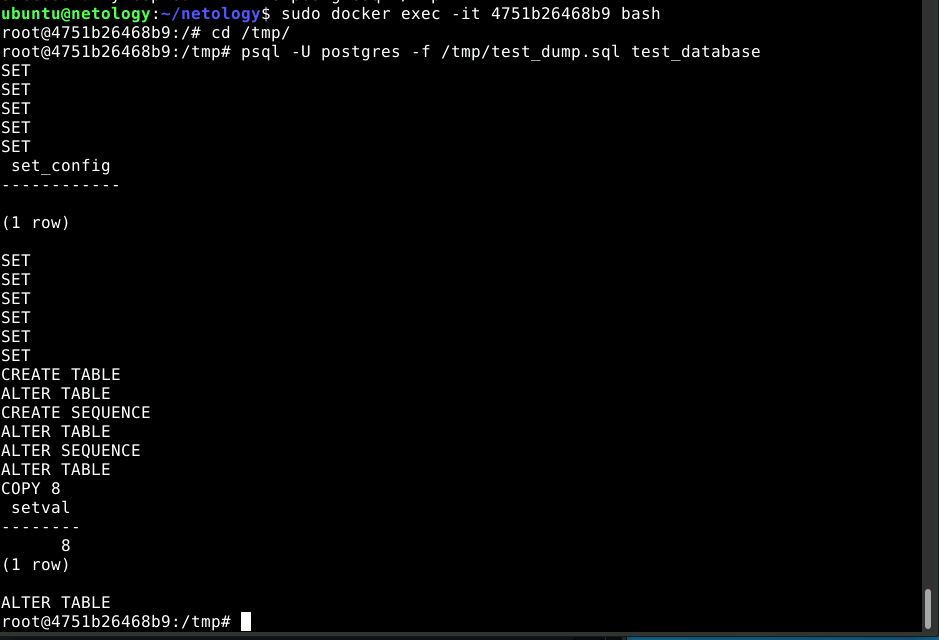 ubuntu@netology:~/netology$ sudo docker exec -it 4751b26468b9 bash
root@4751b26468b9:/# cd /tmp/
root@4751b26468b9:/tmp# psql -U postgres -f /tmp/test_dump.sql test_database
SET
SET
SET
SET
SET
 set_config
------------

(1 row)

SET
SET
SET
SET
SET
SET
CREATE TABLE
ALTER TABLE
CREATE SEQUENCE
ALTER TABLE
ALTER SEQUENCE
ALTER TABLE
COPY 8
 setval
--------
      8
(1 row)

ALTER TABLE
root@4751b26468b9:/tmp#